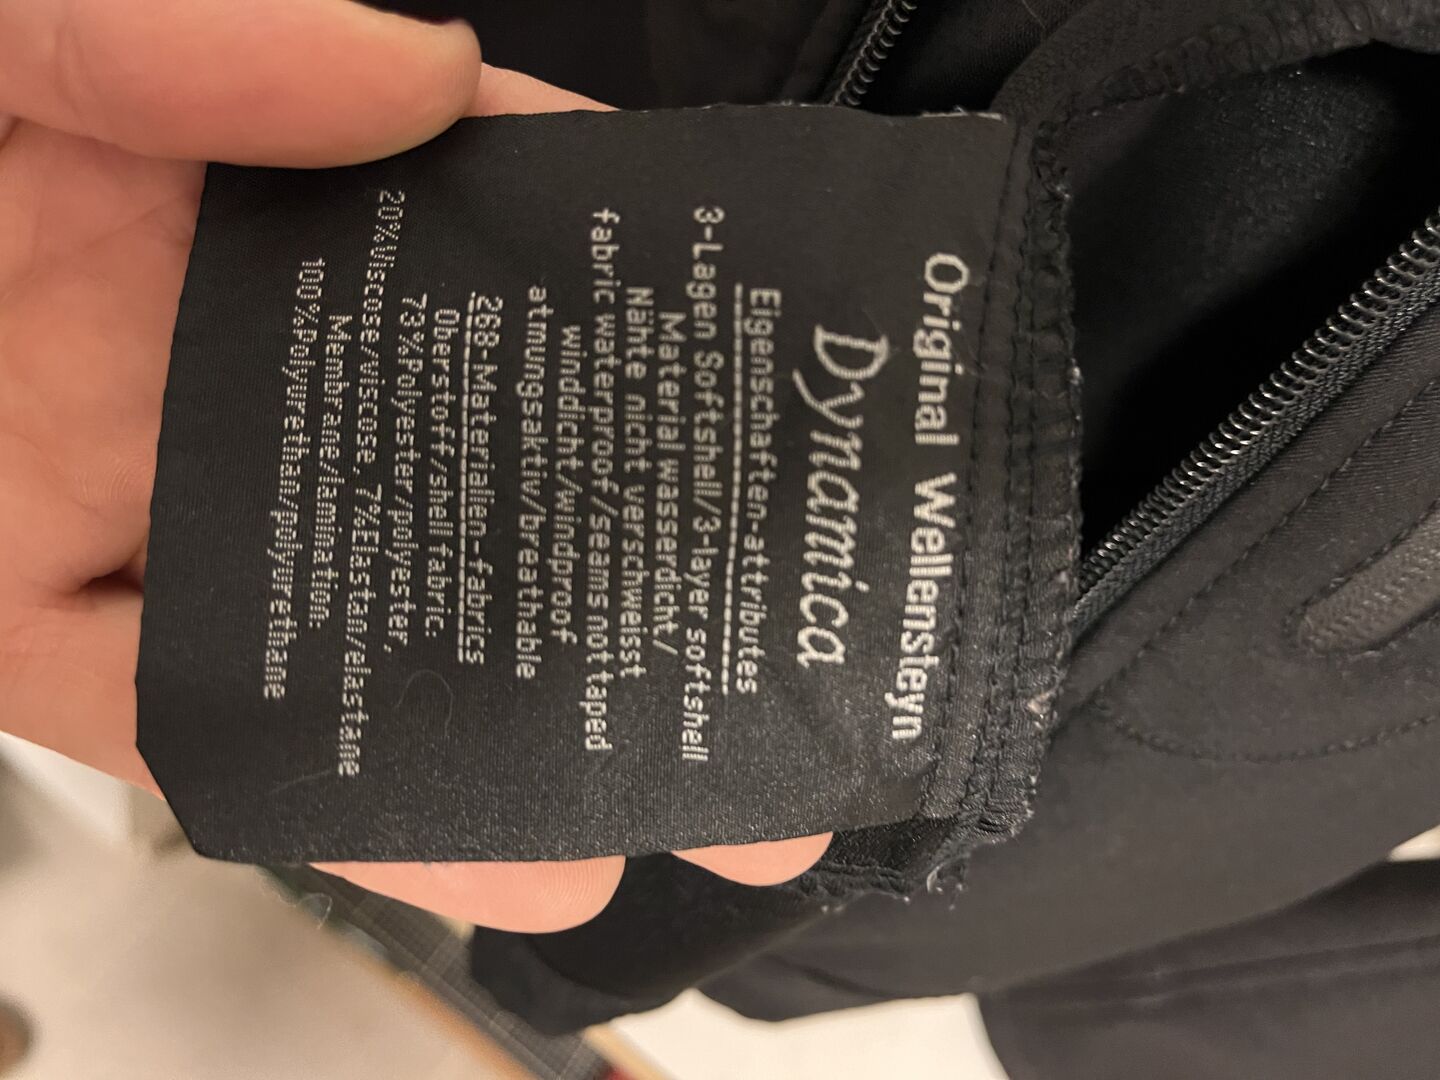 Original Wellensteyn
Dynamica
Eigenschaften-attributes
3-Lagen Softshell/3-layer softshell
Material wasserdicht/
Nähte nicht verschweisst
fabric waterproof/seams not taped
winddicht/windproof
atmungsaktiv/breathable
268-Materialien-fabrics
Oberstoff/shell fabric:
73%Polyester/polyester,
20%Viscose/viscose, 7%Elastan/elastane
Membrane/lamination:
100%Polyurethan/polyurethane